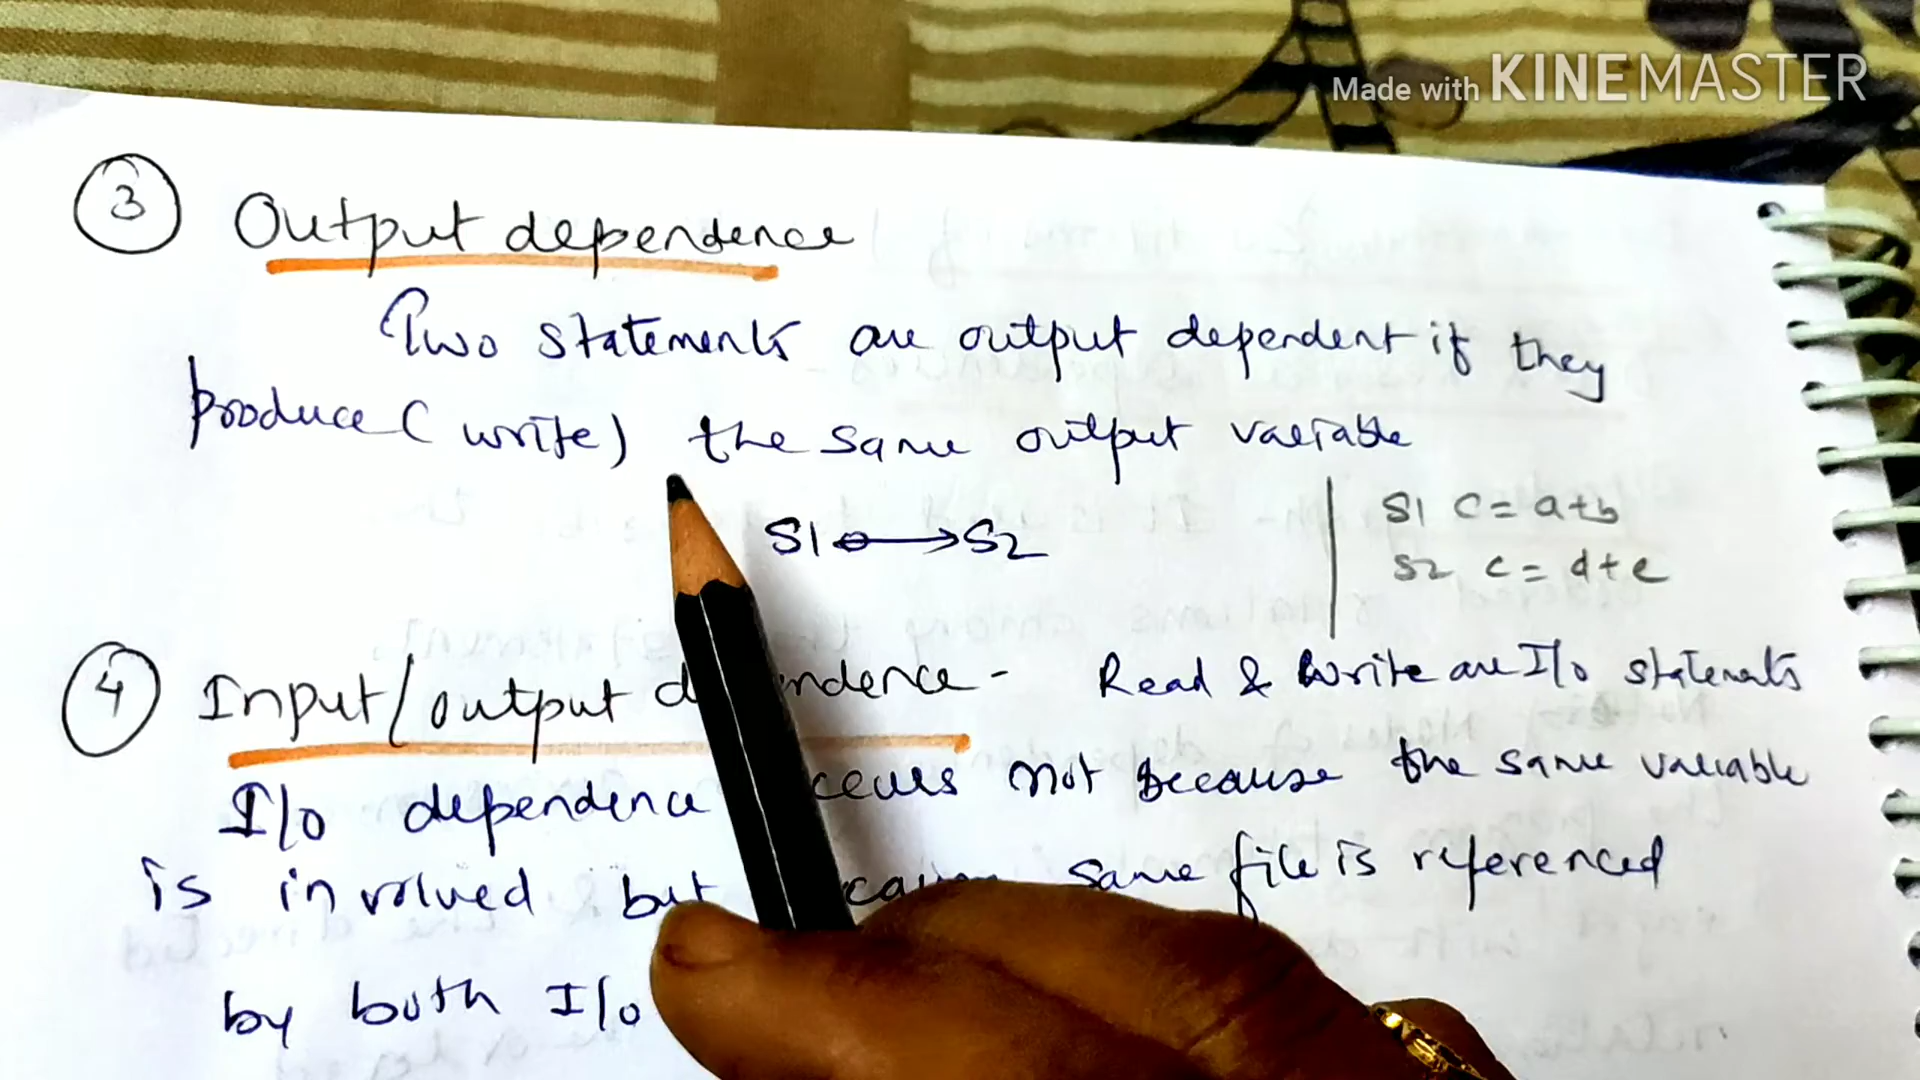 Made with KINEMASTER
3 Output dependence
Two statements are output dependent if they
produce (write) the same output variable
S1 → S2
S1 c = a+b
S2 c = d+e
4 Input/output dependence - Read & Write are I/o statements
I/o dependence occurs not because the same variable
is involved but same file is referenced
by both I/o